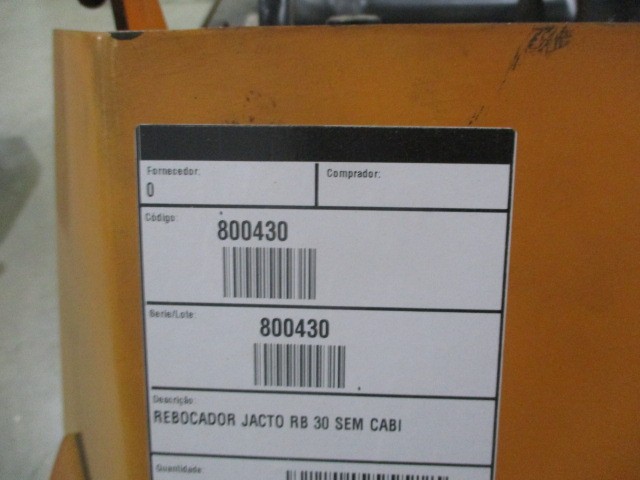 Fornecedor:
0
Comprador:
Código:
800430
Serie/Lote:
800430
Descrição
REBOCADOR JACTO RB 30 SEM CABI
Quantidade